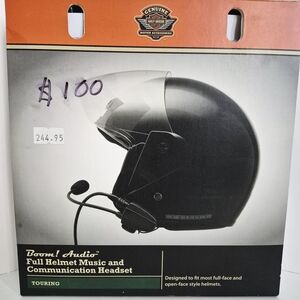 GENUINE
HARLEY-DAVIDSON
MOTOR ACCESSORIES
$100
244.95
Boom! Audio™
Full Helmet Music and
Communication Headset
TOURING
Designed to fit most full-face and
open-face style helmets.